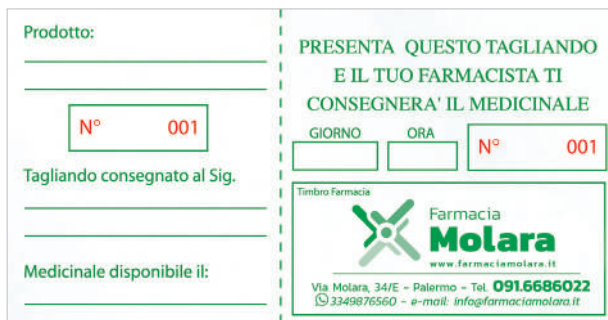 Prodotto:
N° 001
Tagliando consegnato al Sig.
Medicinale disponibile il:
PRESENTA QUESTO TAGLIANDO
E IL TUO FARMACISTA TI
CONSEGNERA' IL MEDICINALE
GIORNO ORA
N° 001
Timbro Farmacia
Farmacia
Molara
www.farmaciamolara.it
Via Molara, 34/E - Palermo - Tel. 091.6686022
3349876560 - e-mail: info@farmaciamolara.it